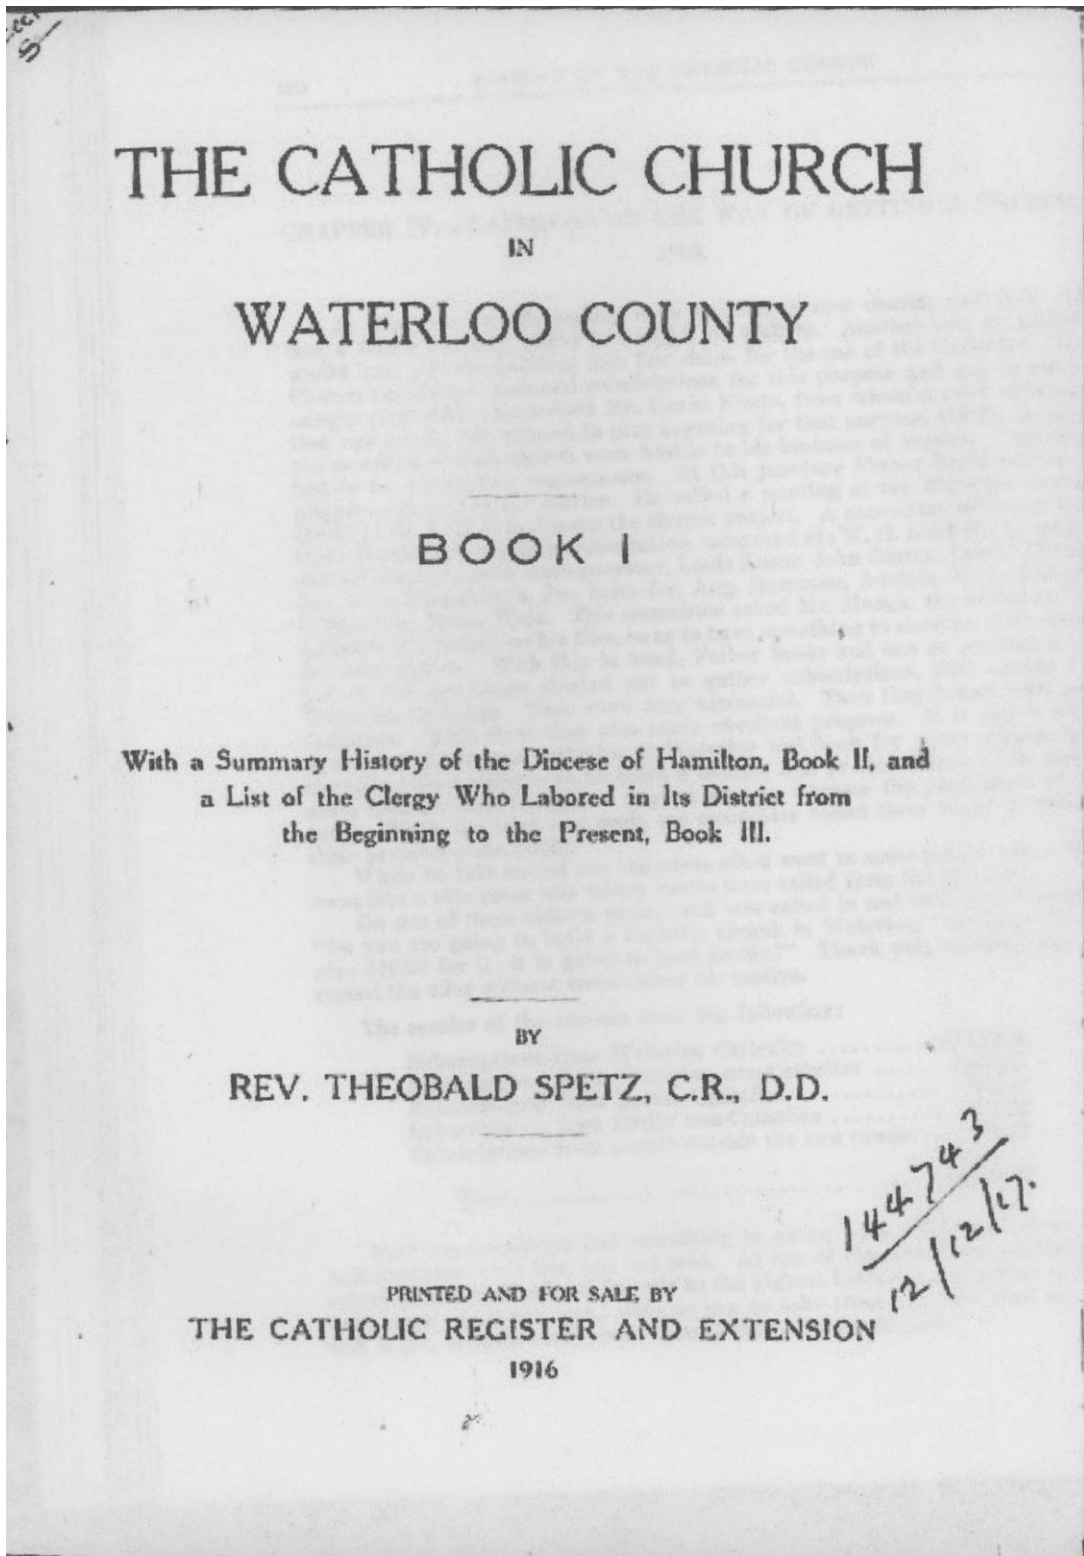 THE CATHOLIC CHURCH
IN
WATERLOO COUNTY
BOOK I
With a Summary History of the Diocese of Hamilton, Book II, and
a List of the Clergy Who Labored in Its District from
the Beginning to the Present, Book III.
BY
REV. THEOBALD SPETZ, C.R., D.D.
144743
12/12/17.
PRINTED AND FOR SALE BY
THE CATHOLIC REGISTER AND EXTENSION
1916